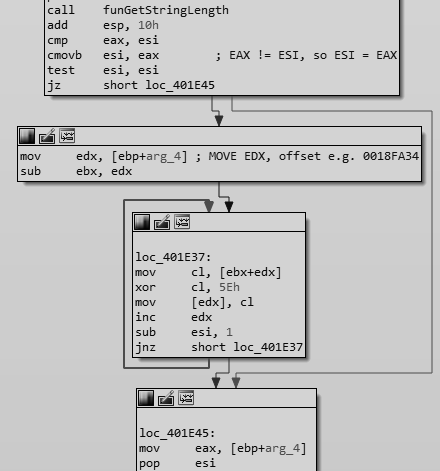 call funGetStringLength
add esp, 10h
cmp eax, esi
cmovb esi, eax ; EAX != ESI, so ESI = EAX
test esi, esi
jz short loc_401E45
mov edx, [ebp+arg_4] ; MOVE EDX, offset e.g. 0018FA34
sub ebx, edx
loc_401E37:
mov cl, [ebx+edx]
xor cl, 5Eh
mov [edx], cl
inc edx
sub esi, 1
jnz short loc_401E37
loc_401E45:
mov eax, [ebp+arg_4]
pop esi